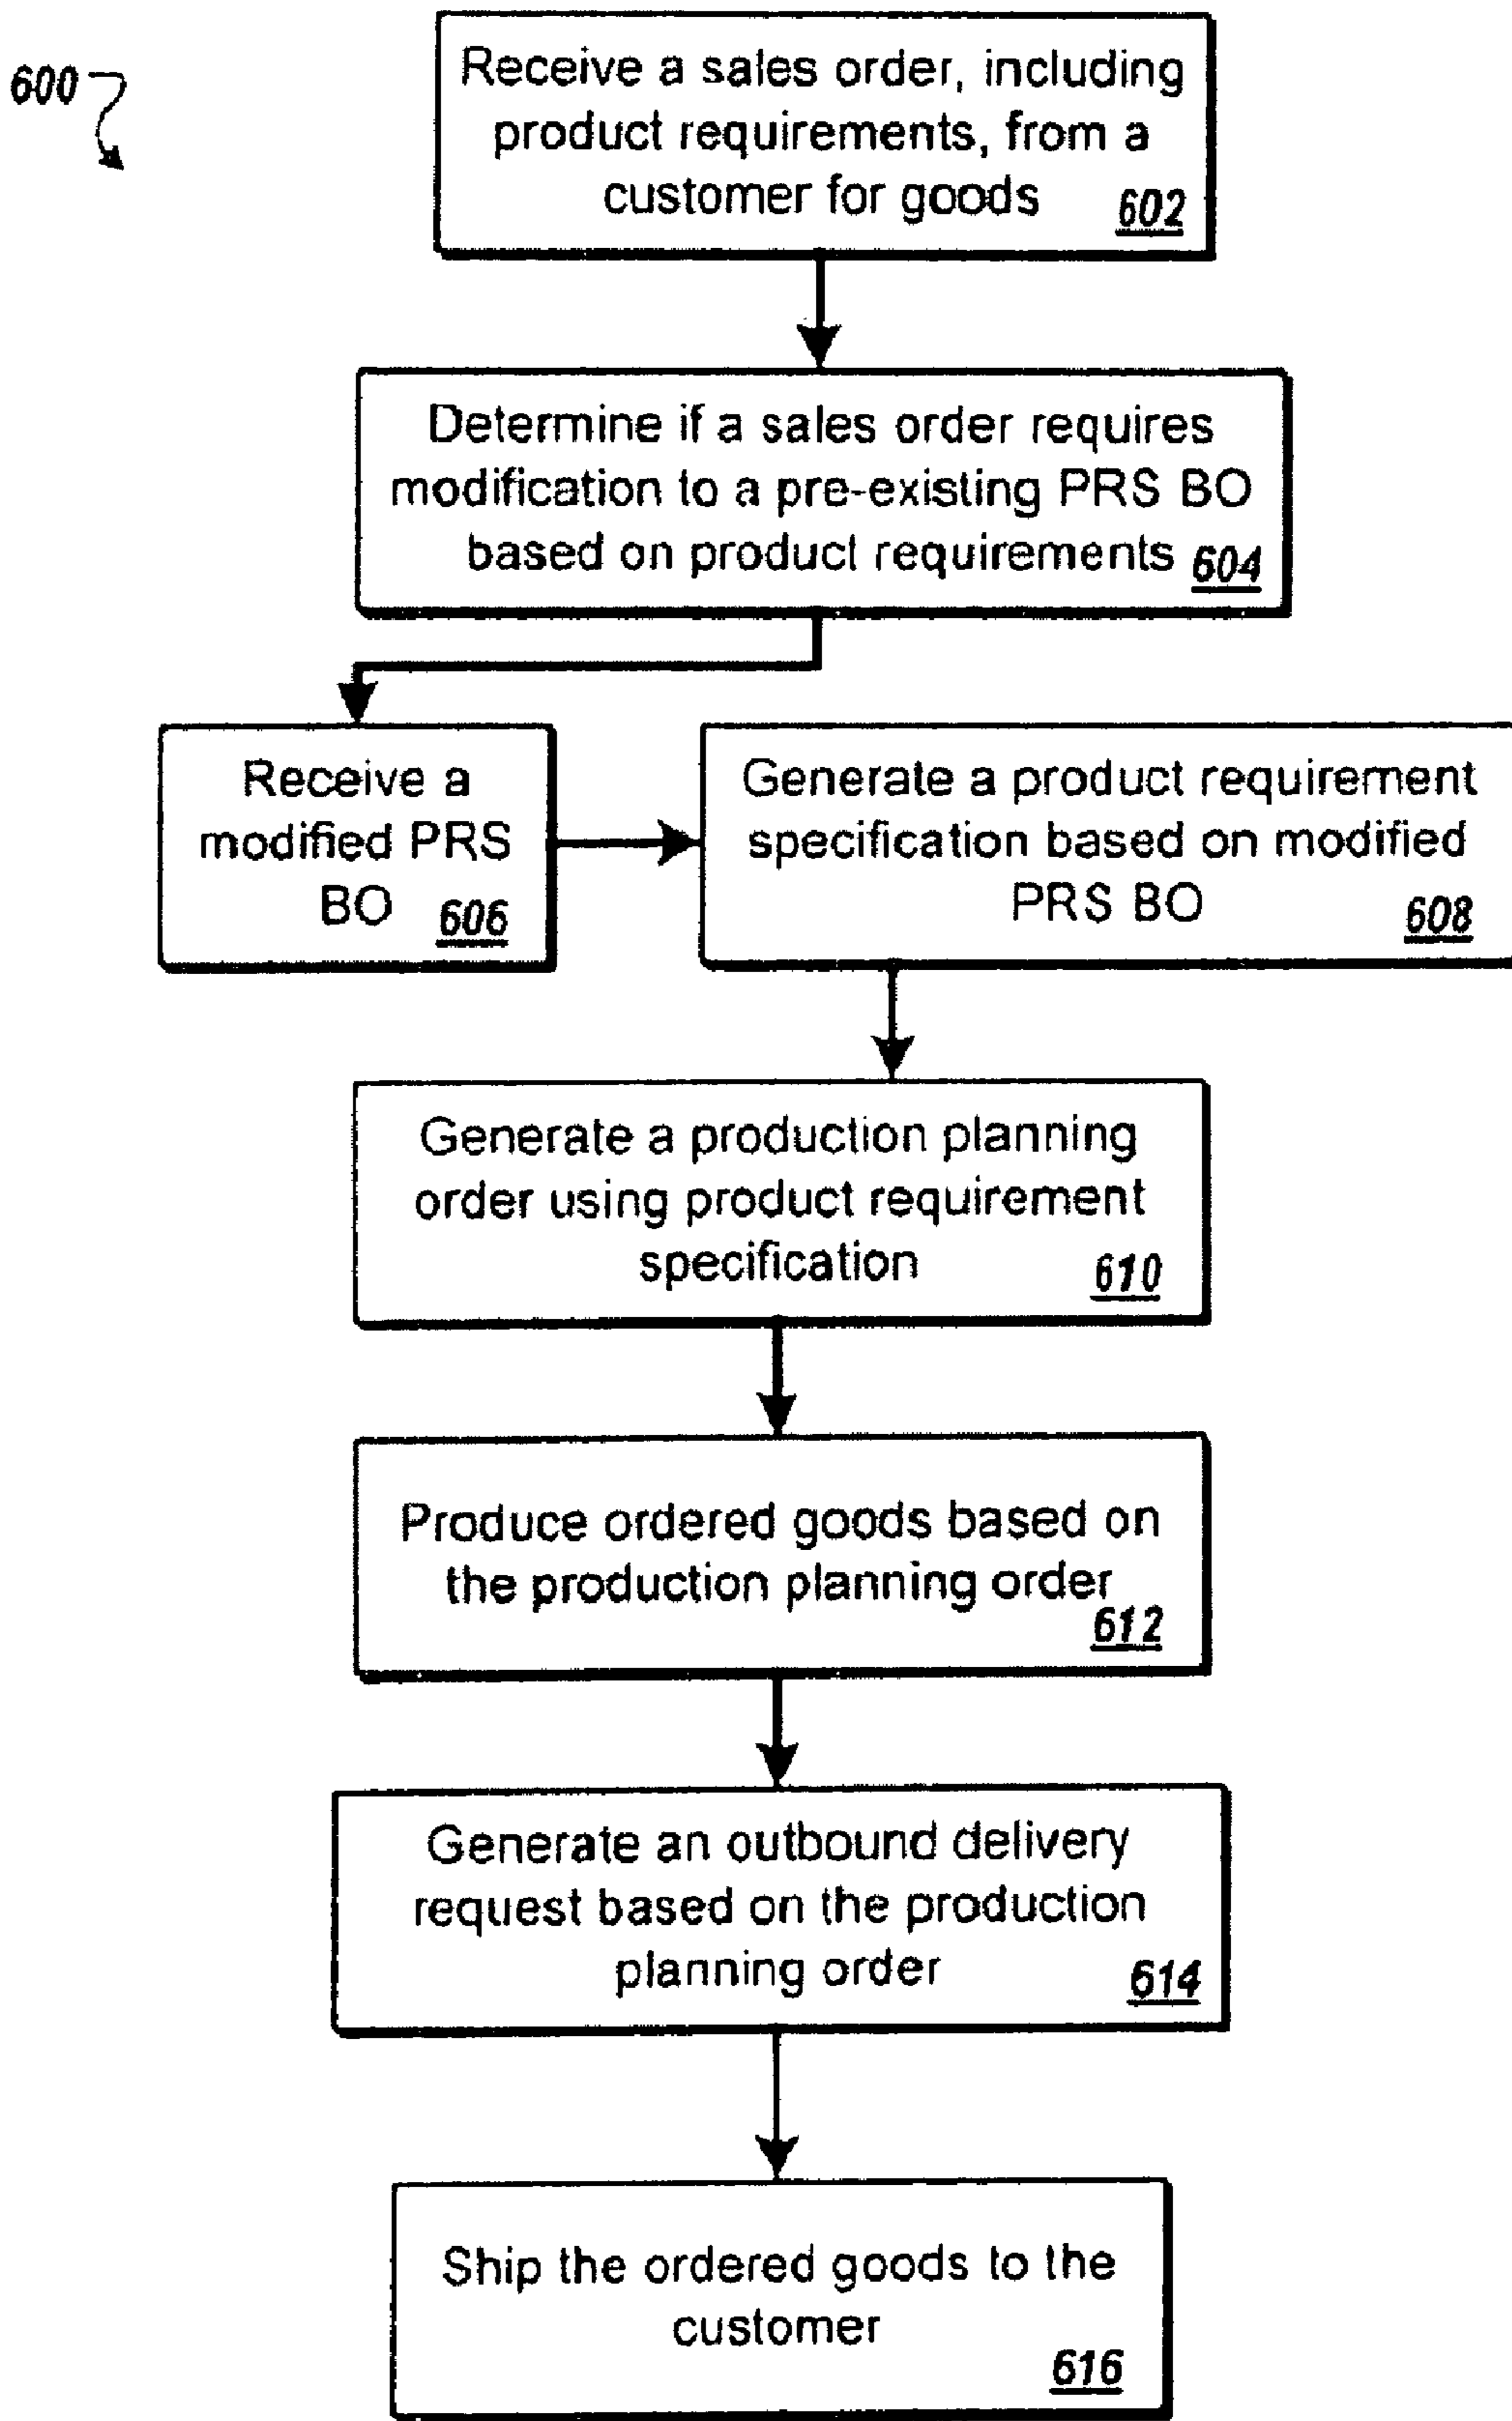 600
Receive a sales order, including
product requirements, from a
customer for goods 602
Determine if a sales order requires
modification to a pre-existing PRS BO
based on product requirements 604
Receive a
modified PRS
BO 606
Generate a product requirement
specification based on modified
PRS BO 608
Generate a production planning
order using product requirement
specification 610
Produce ordered goods based on
the production planning order
612
Generate an outbound delivery
request based on the production
planning order 614
Ship the ordered goods to the
customer
616